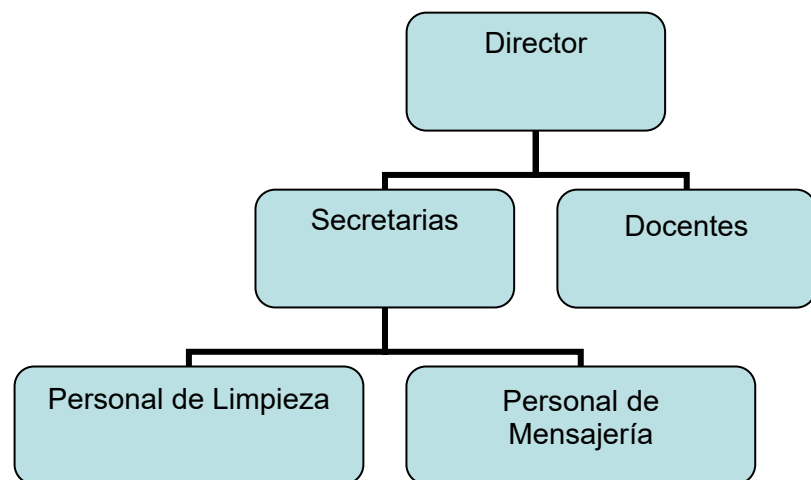 Director
Secretarias
Docentes
Personal de Limpieza
Personal de
Mensajería